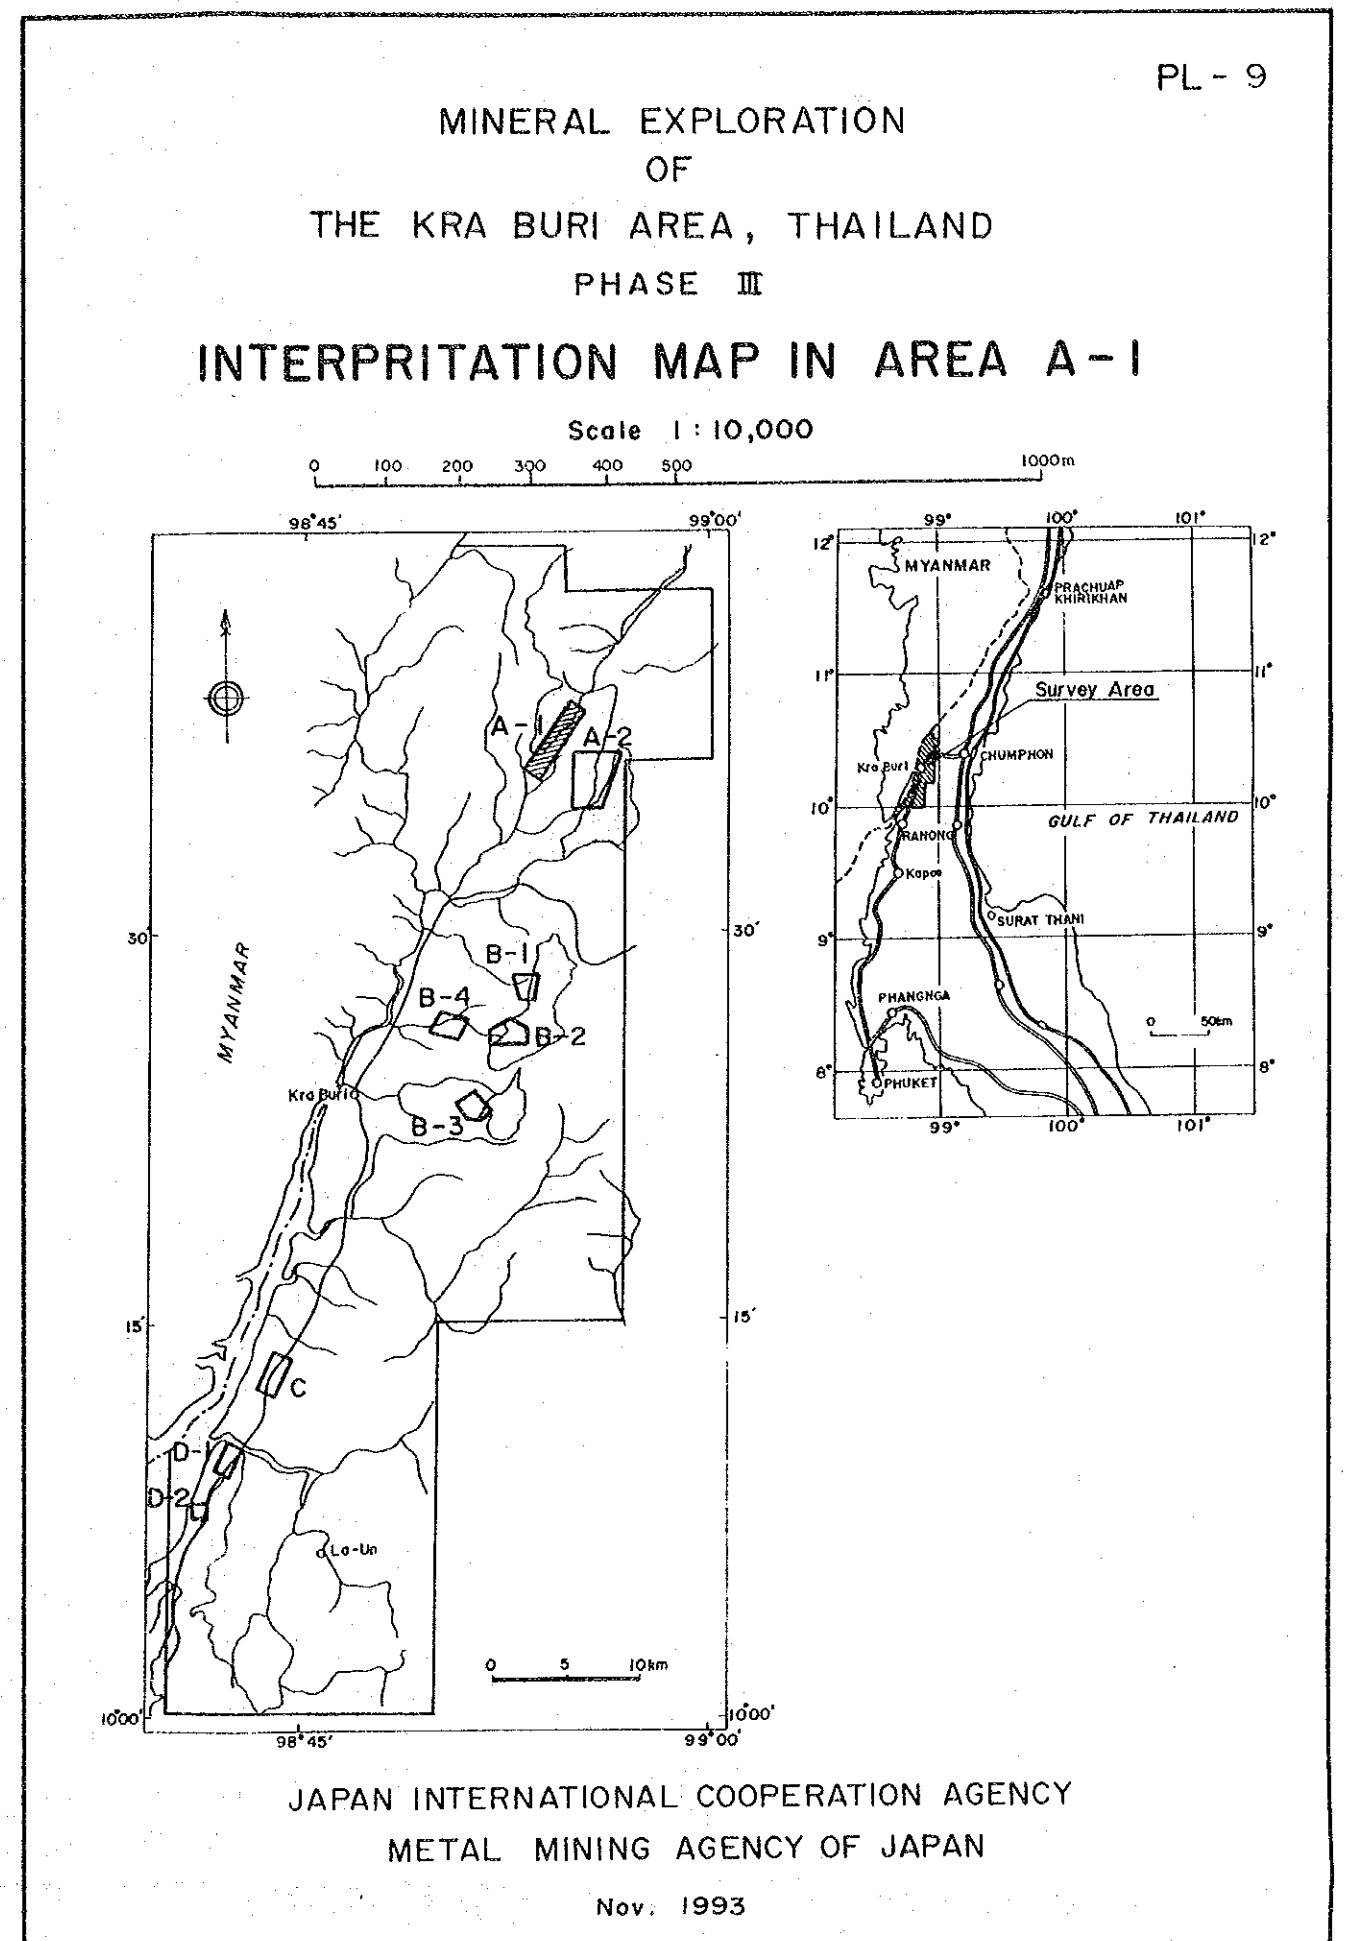 PL - 9
MINERAL EXPLORATION
OF
THE KRA BURI AREA, THAILAND
PHASE III
INTERPRITATION MAP IN AREA A-1
Scale 1 : 10,000
0 100 200 300 400 500 1000m
98°45' 99°00'
A-1
A-2
30' 30'
MYANMAR
B-1
B-4
B-2
Kra Buri
B-3
15' 15'
C
D-1
D-2
La-Un
0 5 10km
10°00' 10°00'
98°45' 99°00'
99° 100° 101°
12° 12°
MYANMAR
PRACHUAP
KHIRIKHAN
11° 11°
Survey Area
Kra Buri
CHUMPHON
10° 10°
GULF OF THAILAND
RANONG
Kapoe
SURAT THANI
9° 9°
PHANGNGA
0 50km
8° 8°
PHUKET
99° 100° 101°
JAPAN INTERNATIONAL COOPERATION AGENCY
METAL MINING AGENCY OF JAPAN
Nov. 1993